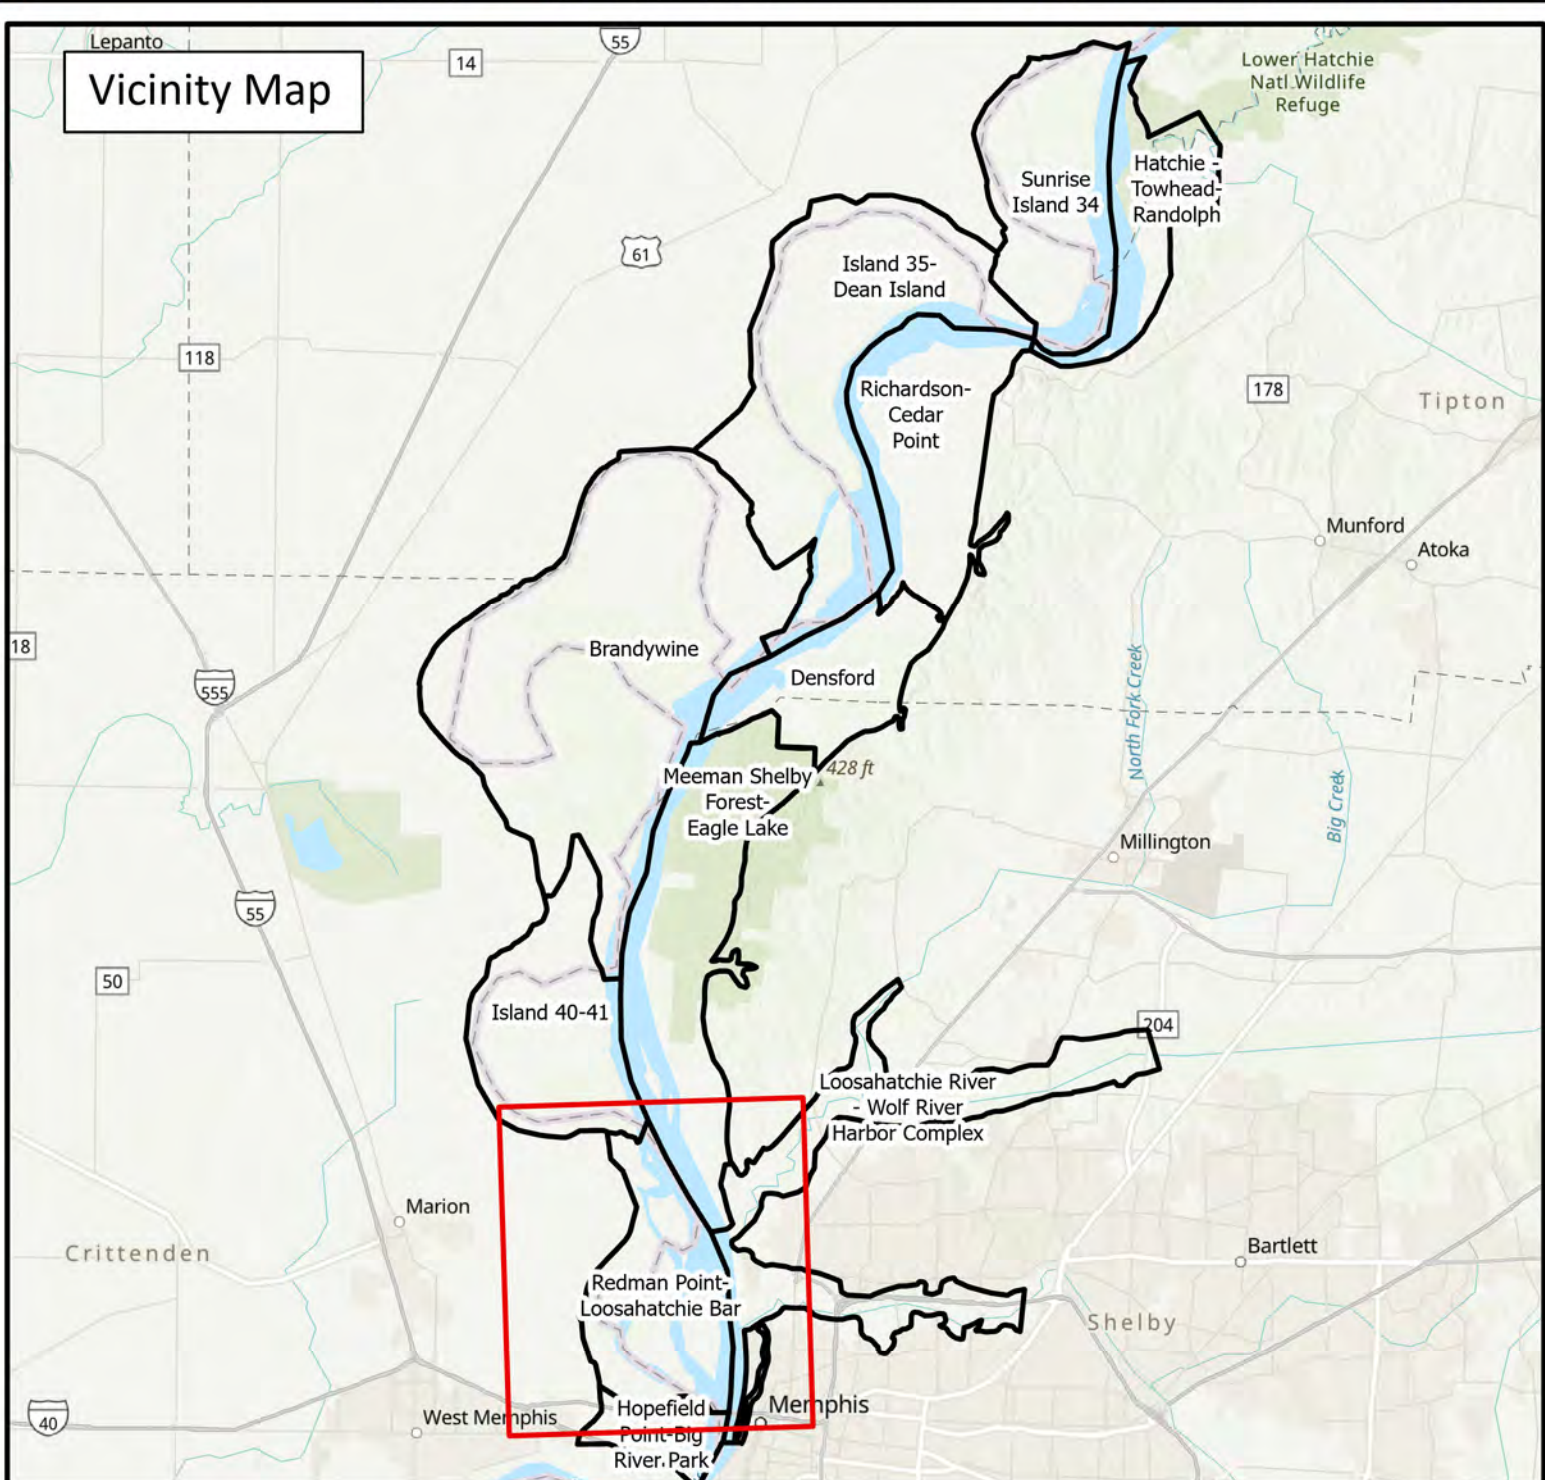 Lepanto
Vicinity Map
14
55
Lower Hatchie
Natl Wildlife
Refuge
Sunrise
Island 34
Hatchie -
Towhead-
Randolph
61
Island 35-
Dean Island
118
Richardson-
Cedar
Point
178
Tipton
Munford
Atoka
18
Brandywine
Densford
555
North Fork Creek
Meeman Shelby
Forest-
Eagle Lake
428 ft
Big Creek
Millington
55
50
Island 40-41
204
Loosahatchie River
- Wolf River
Harbor Complex
Marion
Crittenden
Bartlett
Redman Point-
Loosahatchie Bar
Shelby
40
West Memphis
Hopefield
Point-Big
River Park
Memphis